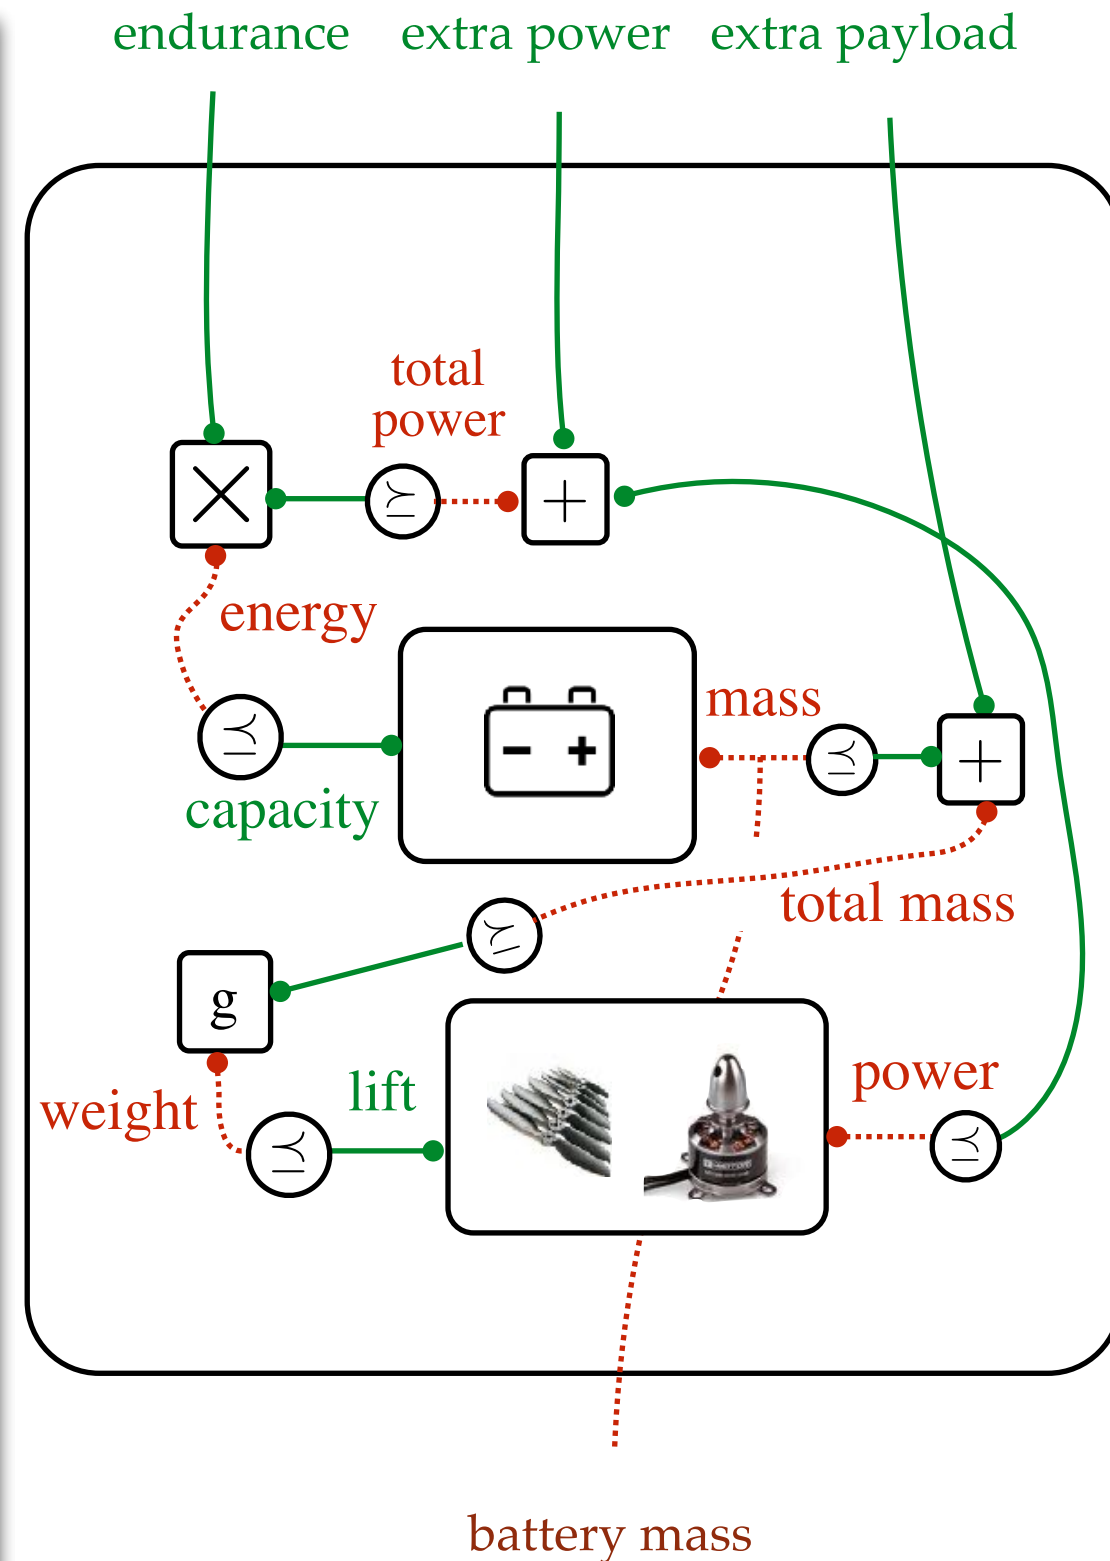 endurance extra power extra payload
total
power
×
⪰
+
energy
⪯
capacity
mass
⪯
+
total mass
⪰
g
weight
⪯
lift
power
⪯
battery mass